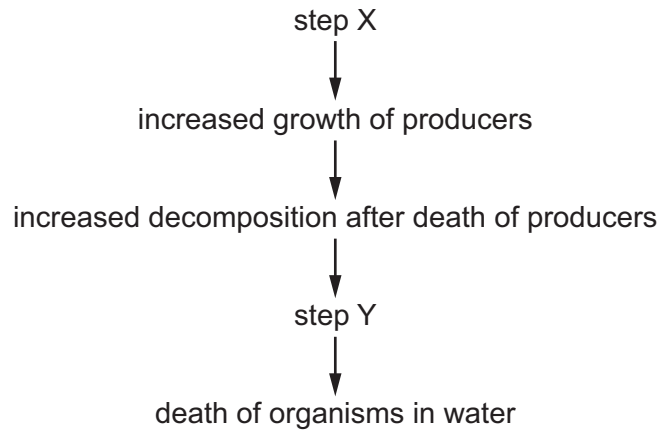 step X
increased growth of producers
increased decomposition after death of producers
step Y
death of organisms in water